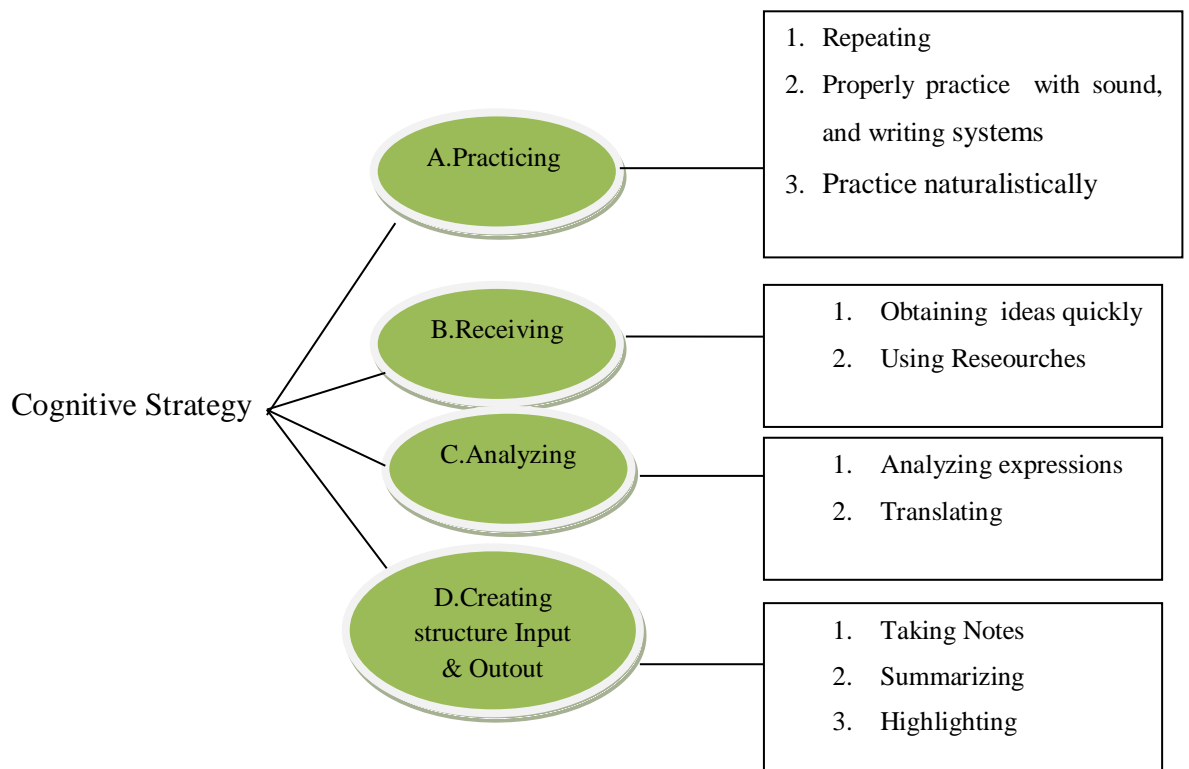 Cognitive Strategy
A.Practicing
1. Repeating
2. Properly practice with sound,
and writing systems
3. Practice naturalistically
B.Receiving
1. Obtaining ideas quickly
2. Using Reseourches
C.Analyzing
1. Analyzing expressions
2. Translating
D.Creating
structure Input
& Outout
1. Taking Notes
2. Summarizing
3. Highlighting